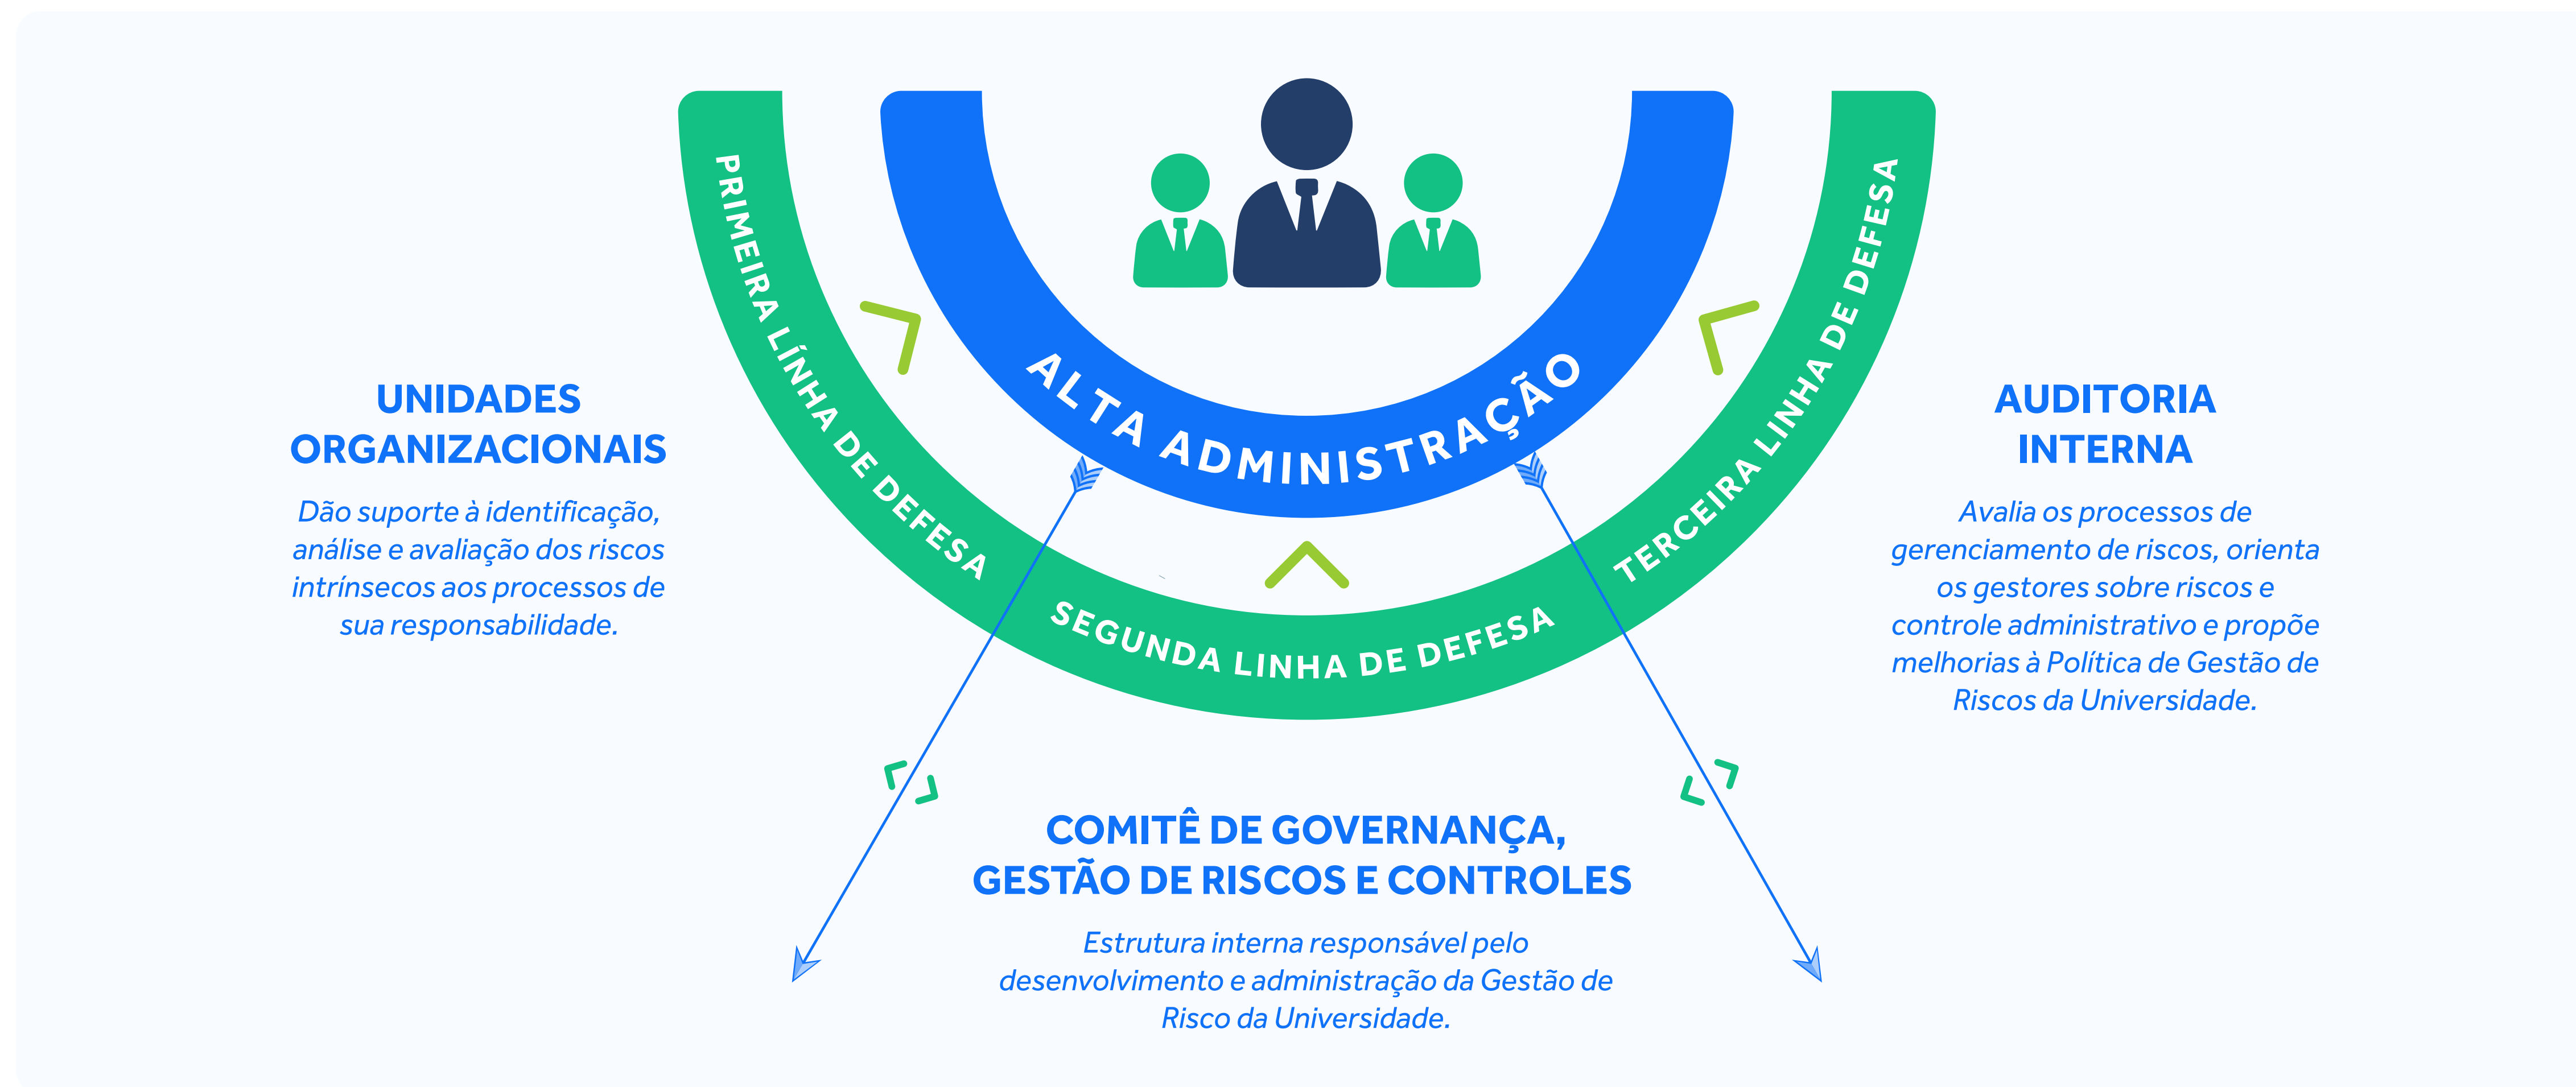 ALTA ADMINISTRAÇÃO
PRIMEIRA LÍNHA DE DEFESA
SEGUNDA LINHA DE DEFESA
TERCEIRA LINHA DE DEFESA
UNIDADES
ORGANIZACIONAIS
Dão suporte à identificação,
análise e avaliação dos riscos
intrínsecos aos processos de
sua responsabilidade.
COMITÊ DE GOVERNANÇA,
GESTÃO DE RISCOS E CONTROLES
Estrutura interna responsável pelo
desenvolvimento e administração da Gestão de
Risco da Universidade.
AUDITORIA
INTERNA
Avalia os processos de
gerenciamento de riscos, orienta
os gestores sobre riscos e
controle administrativo e propõe
melhorias à Política de Gestão de
Riscos da Universidade.